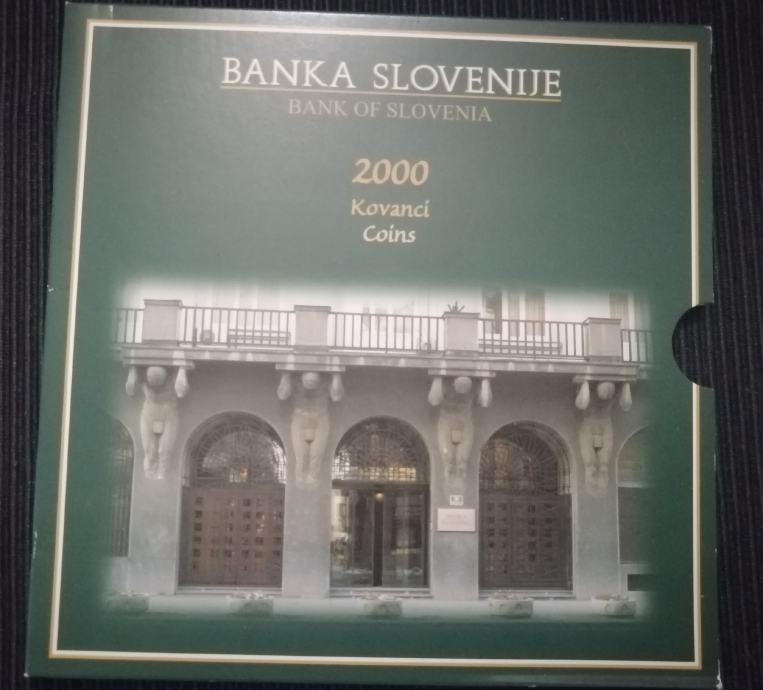 BANKA SLOVENIJE
BANK OF SLOVENIA
2000
Kovanci
Coins